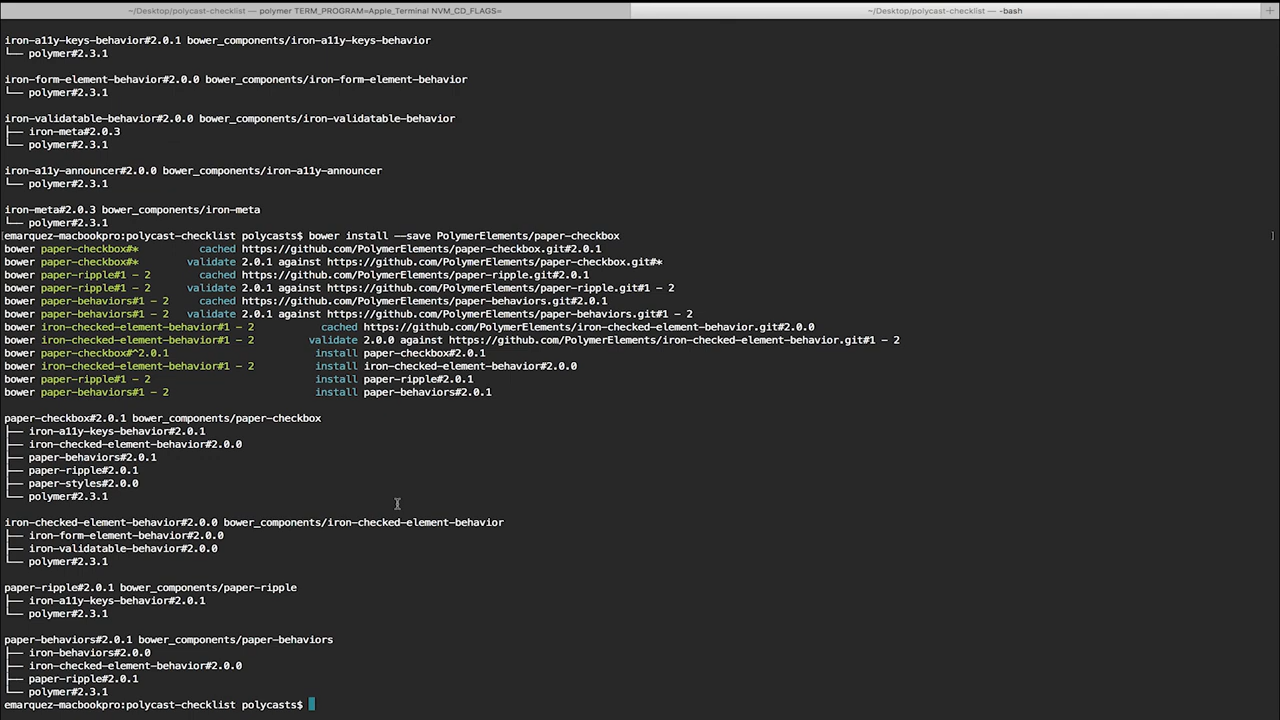 ~/Desktop/polycast-checklist — polymer TERM_PROGRAM=Apple_Terminal NVM_CD_FLAGS=
~/Desktop/polycast-checklist — -bash
+
iron-a11y-keys-behavior#2.0.1 bower_components/iron-a11y-keys-behavior
└── polymer#2.3.1
iron-form-element-behavior#2.0.0 bower_components/iron-form-element-behavior
└── polymer#2.3.1
iron-validatable-behavior#2.0.0 bower_components/iron-validatable-behavior
├── iron-meta#2.0.3
└── polymer#2.3.1
iron-a11y-announcer#2.0.0 bower_components/iron-a11y-announcer
└── polymer#2.3.1
iron-meta#2.0.3 bower_components/iron-meta
└── polymer#2.3.1
emarquez-macbookpro:polycast-checklist polycasts$ bower install --save PolymerElements/paper-checkbox
bower paper-checkbox#* cached https://github.com/PolymerElements/paper-checkbox.git#2.0.1
bower paper-checkbox#* validate 2.0.1 against https://github.com/PolymerElements/paper-checkbox.git#*
bower paper-ripple#1 - 2 cached https://github.com/PolymerElements/paper-ripple.git#2.0.1
bower paper-ripple#1 - 2 validate 2.0.1 against https://github.com/PolymerElements/paper-ripple.git#1 - 2
bower paper-behaviors#1 - 2 cached https://github.com/PolymerElements/paper-behaviors.git#2.0.1
bower paper-behaviors#1 - 2 validate 2.0.1 against https://github.com/PolymerElements/paper-behaviors.git#1 - 2
bower iron-checked-element-behavior#1 - 2 cached https://github.com/PolymerElements/iron-checked-element-behavior.git#2.0.0
bower iron-checked-element-behavior#1 - 2 validate 2.0.0 against https://github.com/PolymerElements/iron-checked-element-behavior.git#1 - 2
bower paper-checkbox#^2.0.1 install paper-checkbox#2.0.1
bower iron-checked-element-behavior#1 - 2 install iron-checked-element-behavior#2.0.0
bower paper-ripple#1 - 2 install paper-ripple#2.0.1
bower paper-behaviors#1 - 2 install paper-behaviors#2.0.1
paper-checkbox#2.0.1 bower_components/paper-checkbox
├── iron-a11y-keys-behavior#2.0.1
├── iron-checked-element-behavior#2.0.0
├── paper-behaviors#2.0.1
├── paper-ripple#2.0.1
├── paper-styles#2.0.0
└── polymer#2.3.1
iron-checked-element-behavior#2.0.0 bower_components/iron-checked-element-behavior
├── iron-form-element-behavior#2.0.0
├── iron-validatable-behavior#2.0.0
└── polymer#2.3.1
paper-ripple#2.0.1 bower_components/paper-ripple
├── iron-a11y-keys-behavior#2.0.1
└── polymer#2.3.1
paper-behaviors#2.0.1 bower_components/paper-behaviors
├── iron-behaviors#2.0.0
├── iron-checked-element-behavior#2.0.0
├── paper-ripple#2.0.1
└── polymer#2.3.1
emarquez-macbookpro:polycast-checklist polycasts$